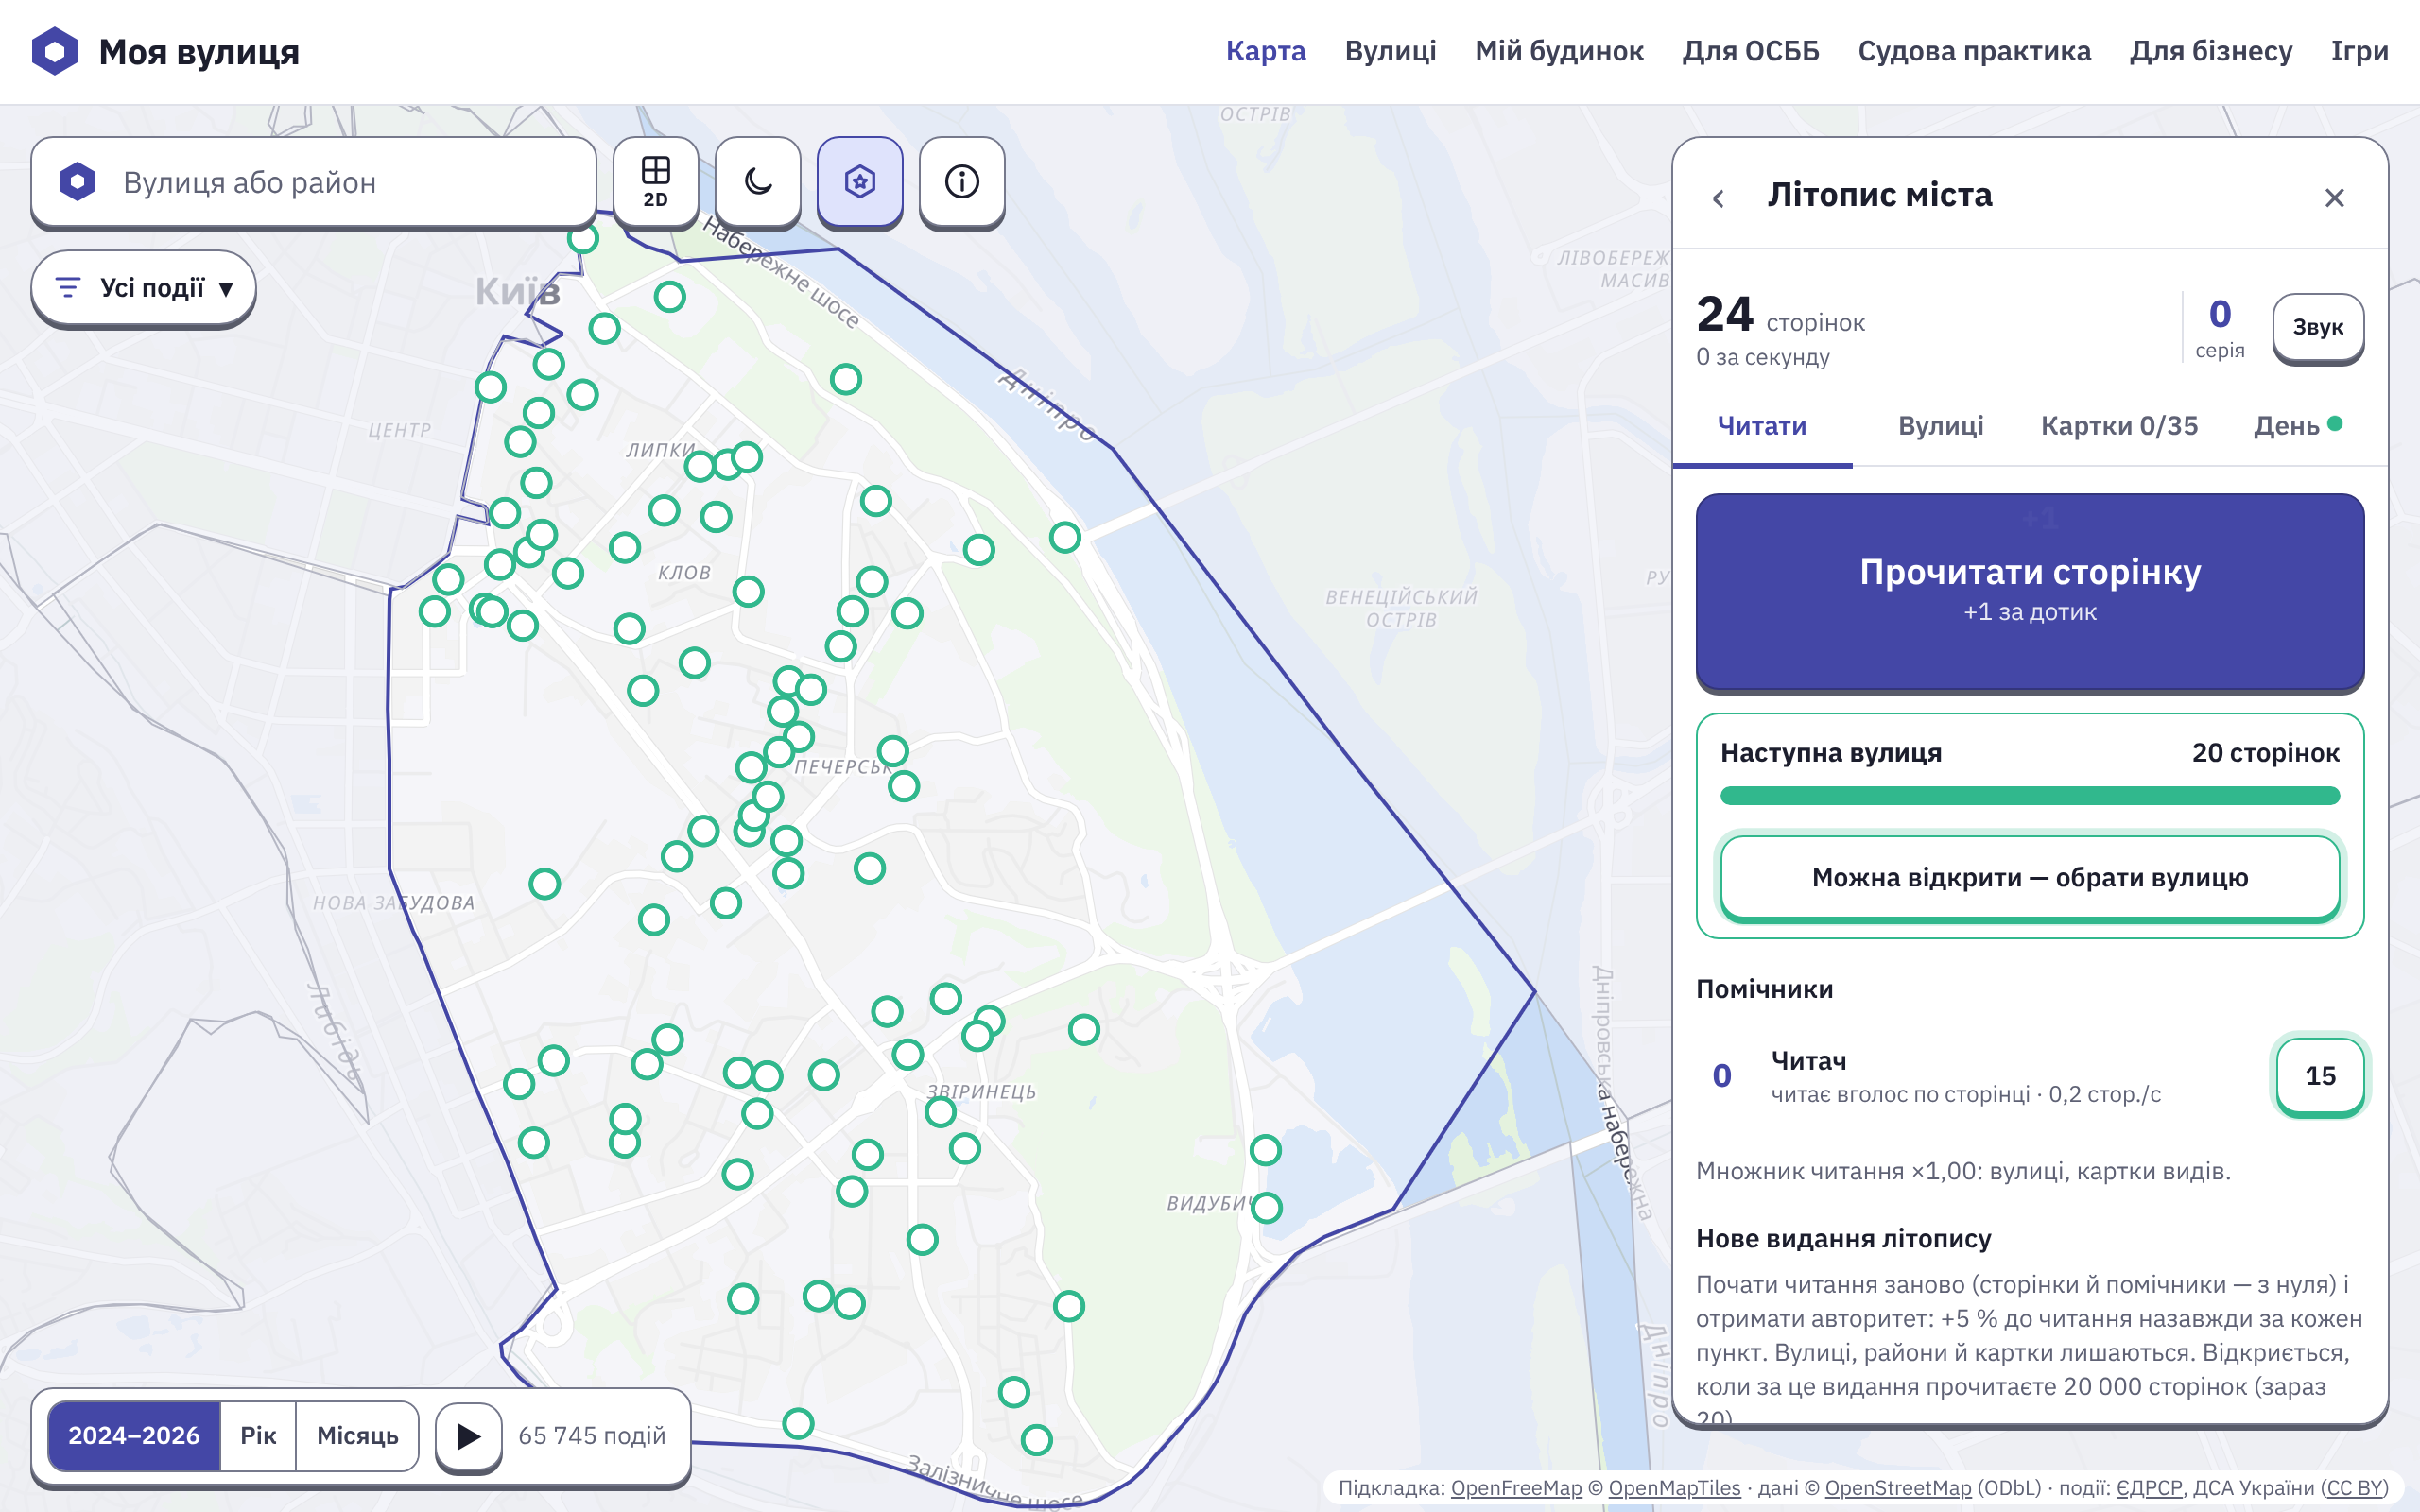 Моя вулиця
Карта Вулиці Мій будинок Для ОСББ Судова практика Для бізнесу Ігри
Вулиця або район
2D
Усі події ▼
Київ
ОСТРІВ
Набережне шосе
Дніпро
ЦЕНТР
ЛИПКИ
КЛОВ
ПЕЧЕРСЬК
НОВА ЗАБУДОВА
Либідь
ЗВІРИНЕЦЬ
ВИДУБИЧ
ВЕНЕЦІЙСЬКИЙ
ОСТРІВ
ЛІВОБЕРЕЖ
МАСИВ
РУ
Дніпровська набережна
Дніпро
Залізничне шосе
2024–2026 Рік Місяць 65 745 подій
Літопис міста
24 сторінок
0 за секунду
0
серія
Звук
Читати Вулиці Картки 0/35 День
+1
Прочитати сторінку
+1 за дотик
Наступна вулиця 20 сторінок
Можна відкрити — обрати вулицю
Помічники
0 Читач 15
читає вголос по сторінці · 0,2 стор./с
Множник читання ×1,00: вулиці, картки видів.
Нове видання літопису
Почати читання заново (сторінки й помічники — з нуля) і
отримати авторитет: +5 % до читання назавжди за кожен
пункт. Вулиці, райони й картки лишаються. Відкриється,
коли за це видання прочитаєте 20 000 сторінок (зараз
20)
Підкладка: OpenFreeMap © OpenMapTiles · дані © OpenStreetMap (ODbL) · події: ЄДРСР, ДСА України (CC BY)